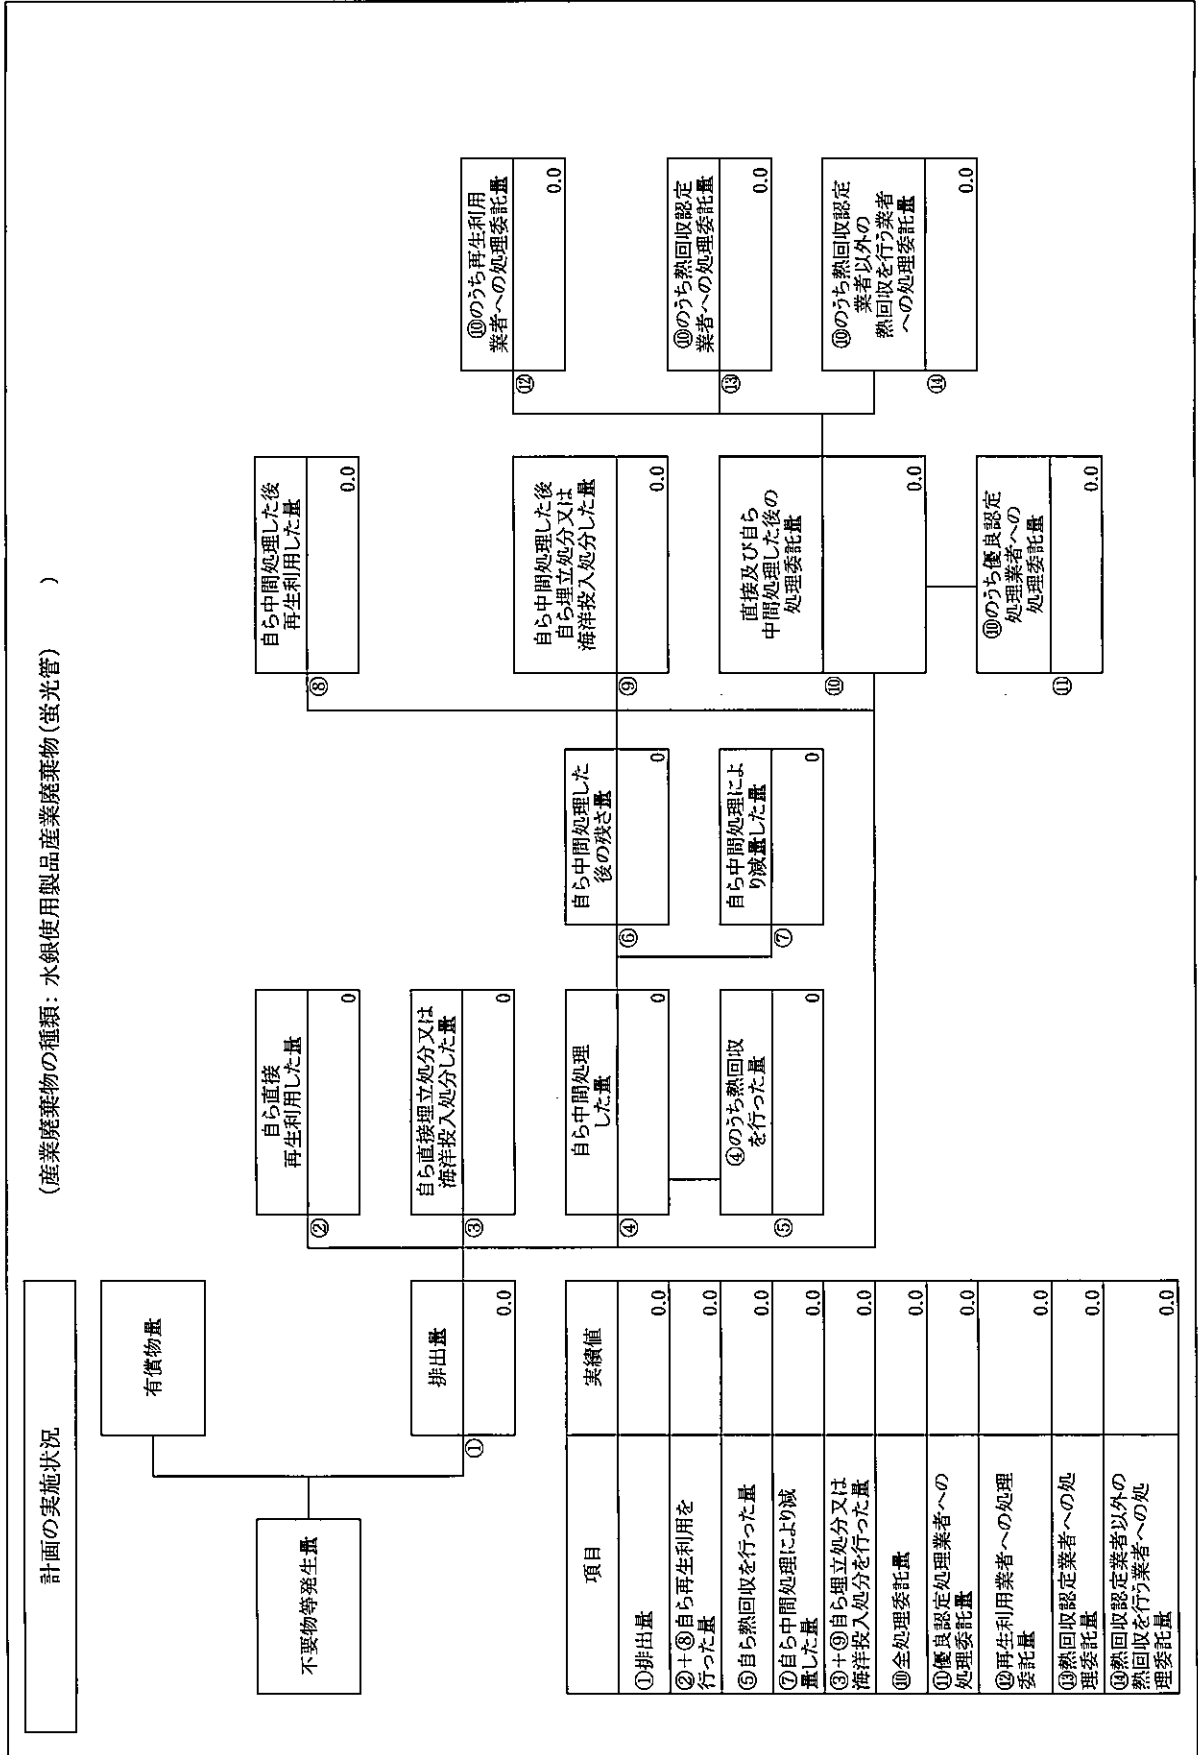 計画の実施状況
(産業廃棄物の種類: 水銀使用製品産業廃棄物(蛍光管) )
不要物等発生量
有償物量
①
排出量
0.0
②
自ら直接
再生利用した量
0
③
自ら直接埋立処分又は
海洋投入処分した量
0
④
自ら中間処理
した量
0
⑤
④のうち熱回収
を行った量
0
⑥
自ら中間処理した
後の残さ量
0
⑦
自ら中間処理によ
り減量した量
0
⑧
自ら中間処理した後
再生利用した量
0.0
⑨
自ら中間処理した後
自ら埋立処分又は
海洋投入処分した量
0.0
⑩
直接及び自ら
中間処理した後の
処理委託量
0.0
⑪
⑩のうち優良認定
処理業者への
処理委託量
0.0
⑫
⑩のうち再生利用
業者への処理委託量
0.0
⑬
⑩のうち熱回収認定
業者への処理委託量
0.0
⑭
⑩のうち熱回収認定
業者以外の
熱回収を行う業者
への処理委託量
0.0
項目 実績値
①排出量 0.0
②+⑧自ら再生利用を
行った量 0.0
⑤自ら熱回収を行った量 0.0
⑦自ら中間処理により減
量した量 0.0
③+⑨自ら埋立処分又は
海洋投入処分を行った量 0.0
⑩全処理委託量 0.0
⑪優良認定処理業者への
処理委託量 0.0
⑫再生利用業者への処理
委託量 0.0
⑬熱回収認定業者への処
理委託量 0.0
⑭熱回収認定業者以外の
熱回収を行う業者への処
理委託量 0.0